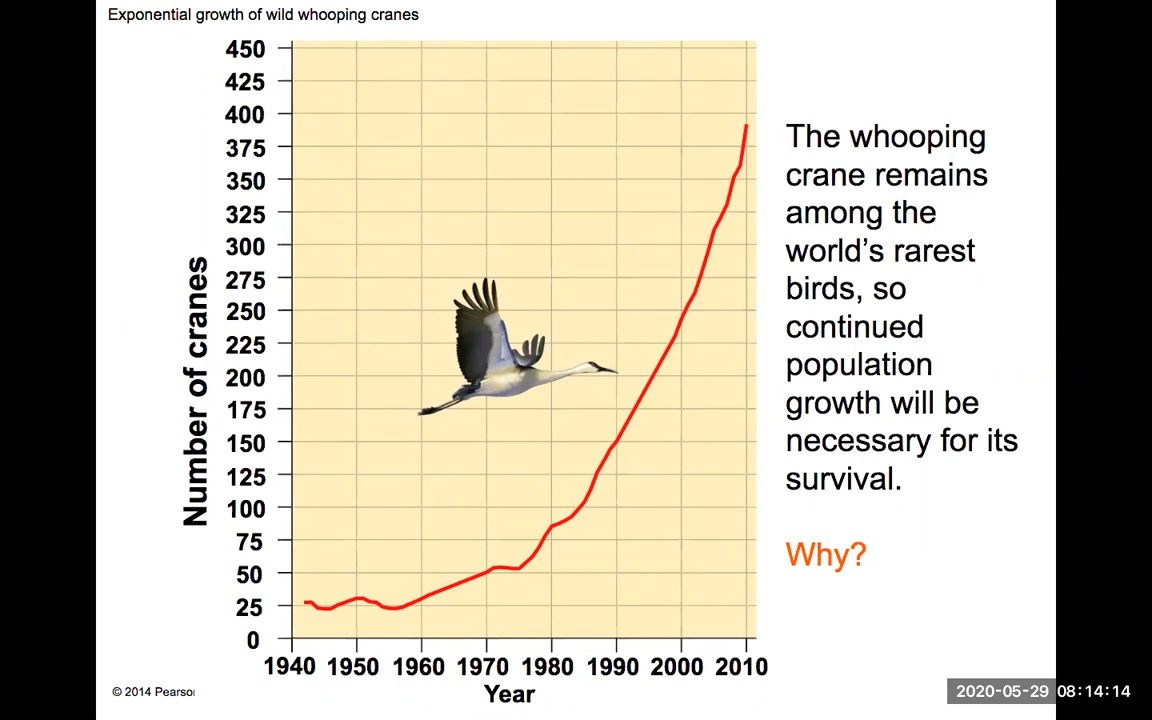 Exponential growth of wild whooping cranes
450
425
400
375
350
325
300
275
250
225
200
175
150
125
100
75
50
25
0
Number of cranes
1940 1950 1960 1970 1980 1990 2000 2010
Year
The whooping
crane remains
among the
world’s rarest
birds, so
continued
population
growth will be
necessary for its
survival.
Why?
© 2014 Pearso
2020-05-29 08:14:14